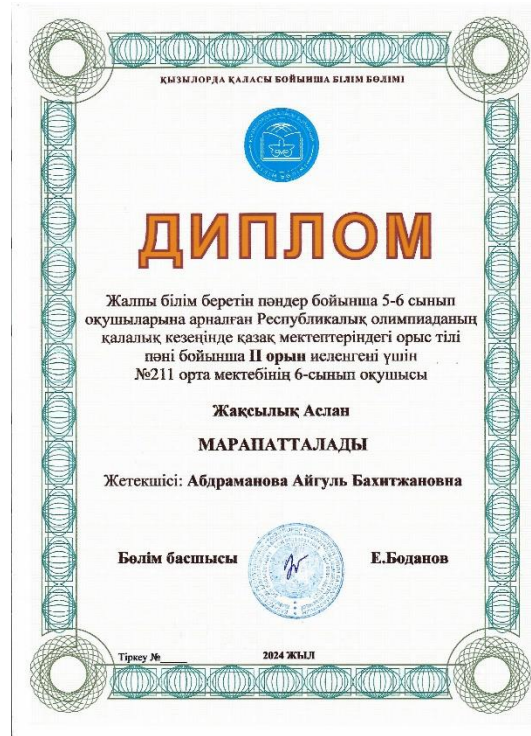 ҚЫЗЫЛОРДА ҚАЛАСЫ БОЙЫНША БІЛІМ БӨЛІМІ
ДИПЛОМ
Жалпы білім беретін пәндер бойынша 5-6 сынып
оқушыларына арналған Республикалық олимпиаданың
қалалық кезеңінде қазақ мектептеріндегі орыс тілі
пәні бойынша II орын иеленгені үшін
№211 орта мектебінің 6-сынып оқушысы
Жақсылық Аслан
МАРАПАТТАЛАДЫ
Жетекшісі: Абдраманова Айгуль Бахитжановна
Бөлім басшысы Е.Боданов
Тіркеу №_____ 2024 ЖЫЛ